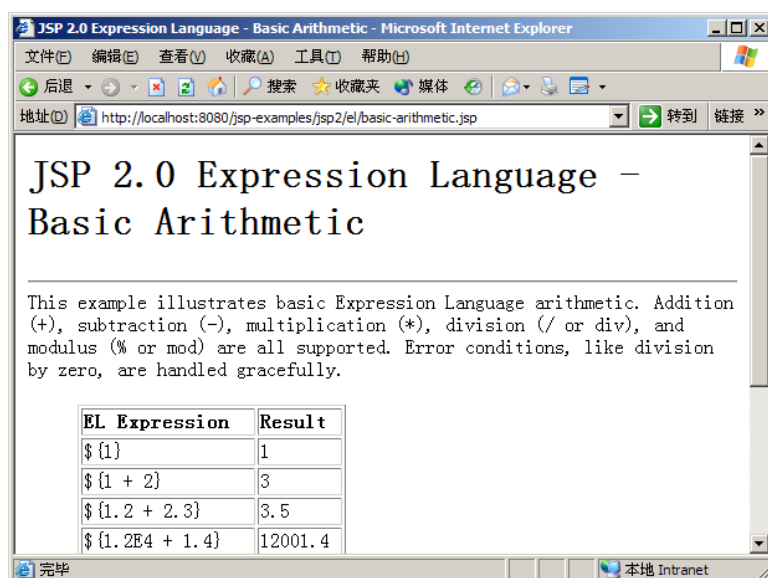 JSP 2.0 Expression Language - Basic Arithmetic - Microsoft Internet Explorer
文件(F) 编辑(E) 查看(V) 收藏(A) 工具(T) 帮助(H)
后退 搜索 收藏夹 媒体
地址(D) http://localhost:8080/jsp-examples/jsp2/el/basic-arithmetic.jsp 转到 链接 »
JSP 2.0 Expression Language -
Basic Arithmetic
This example illustrates basic Expression Language arithmetic. Addition
(+), subtraction (-), multiplication (*), division (/ or div), and
modulus (% or mod) are all supported. Error conditions, like division
by zero, are handled gracefully.
EL Expression Result
${1} 1
${1 + 2} 3
${1.2 + 2.3} 3.5
${1.2E4 + 1.4} 12001.4
完毕 本地 Intranet